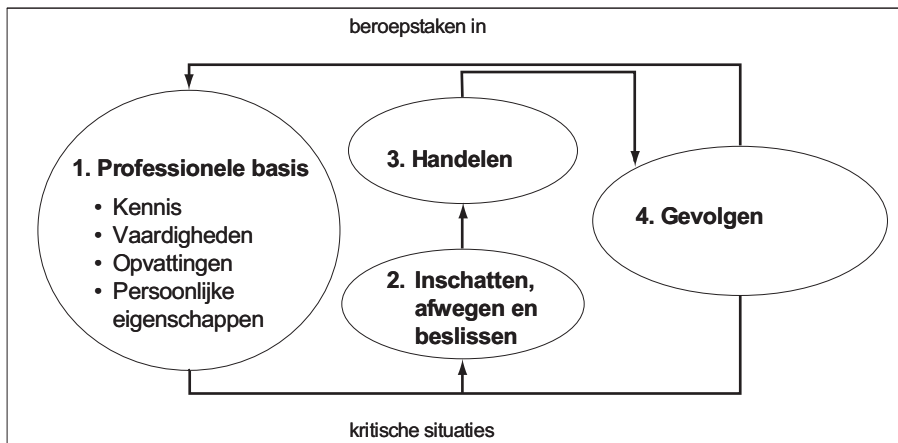 beroepstaken in
1. Professionele basis
• Kennis
• Vaardigheden
• Opvattingen
• Persoonlijke
eigenschappen
2. Inschatten,
afwegen en
beslissen
3. Handelen
4. Gevolgen
kritische situaties